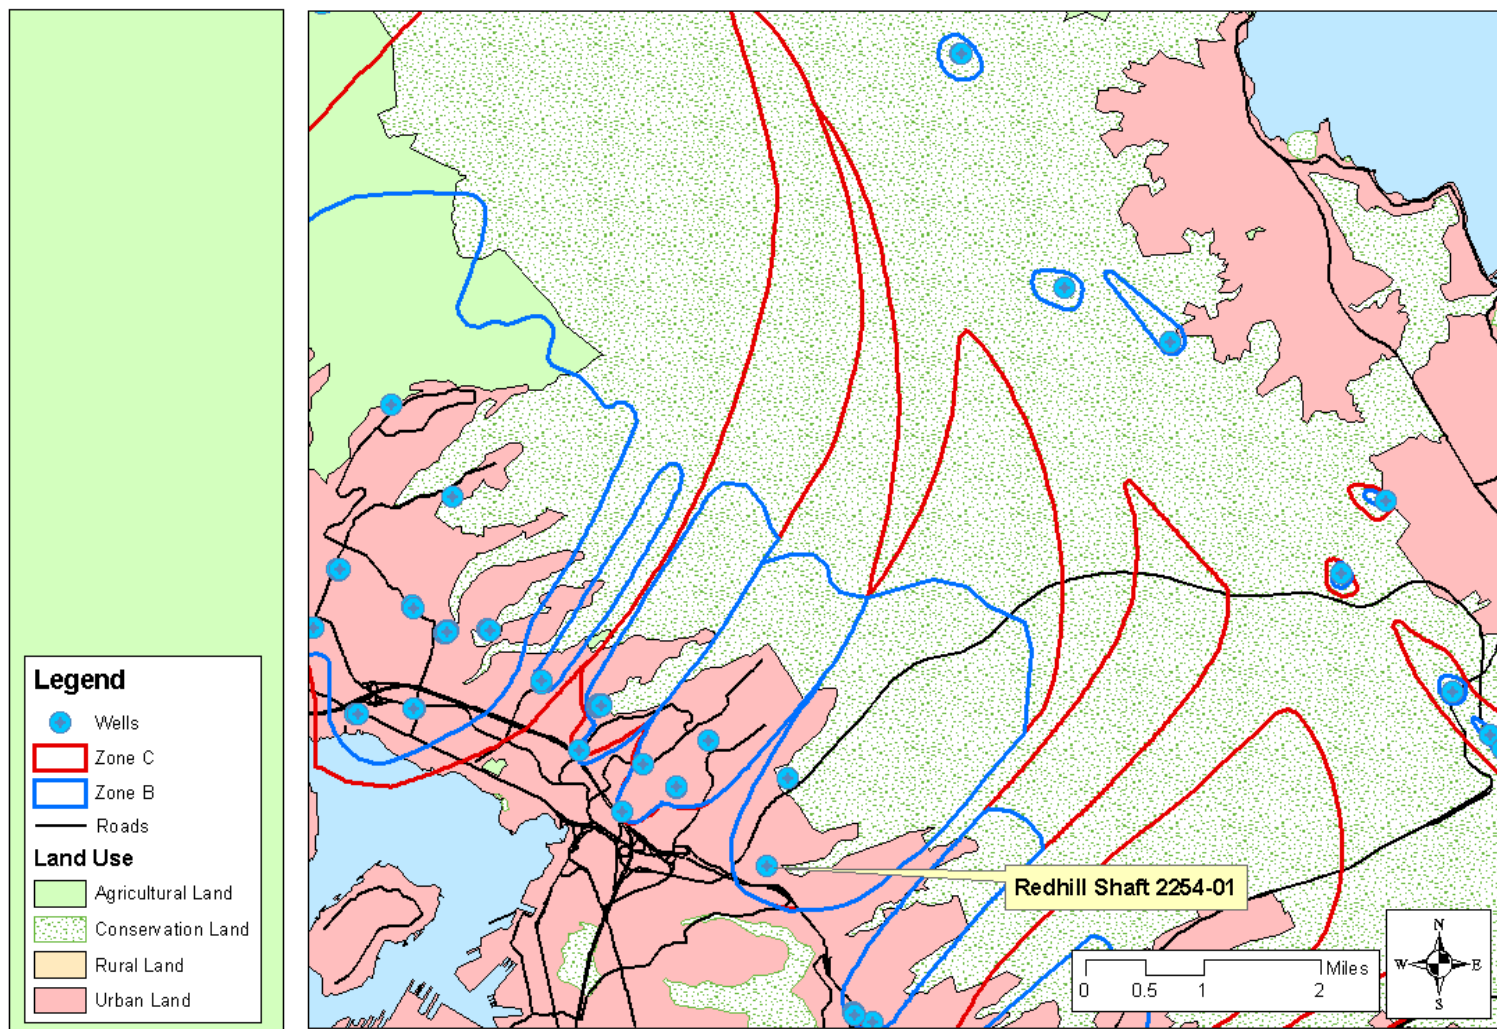 Legend
Wells
Zone C
Zone B
Roads
Land Use
Agricultural Land
Conservation Land
Rural Land
Urban Land
Redhill Shaft 2254-01
Miles
0 0.5 1 2
N
W E
S